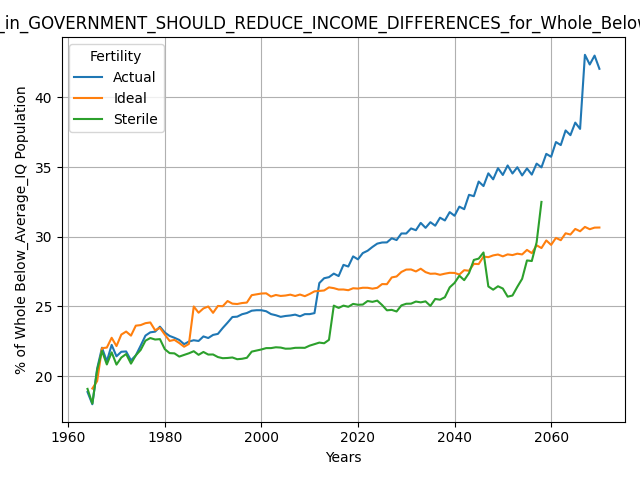 _in_GOVERNMENT_SHOULD_REDUCE_INCOME_DIFFERENCES_for_Whole_Below
Fertility
Actual
Ideal
Sterile
% of Whole Below_Average_IQ Population
40
35
30
25
20
1960
1980
2000
2020
2040
2060
Years